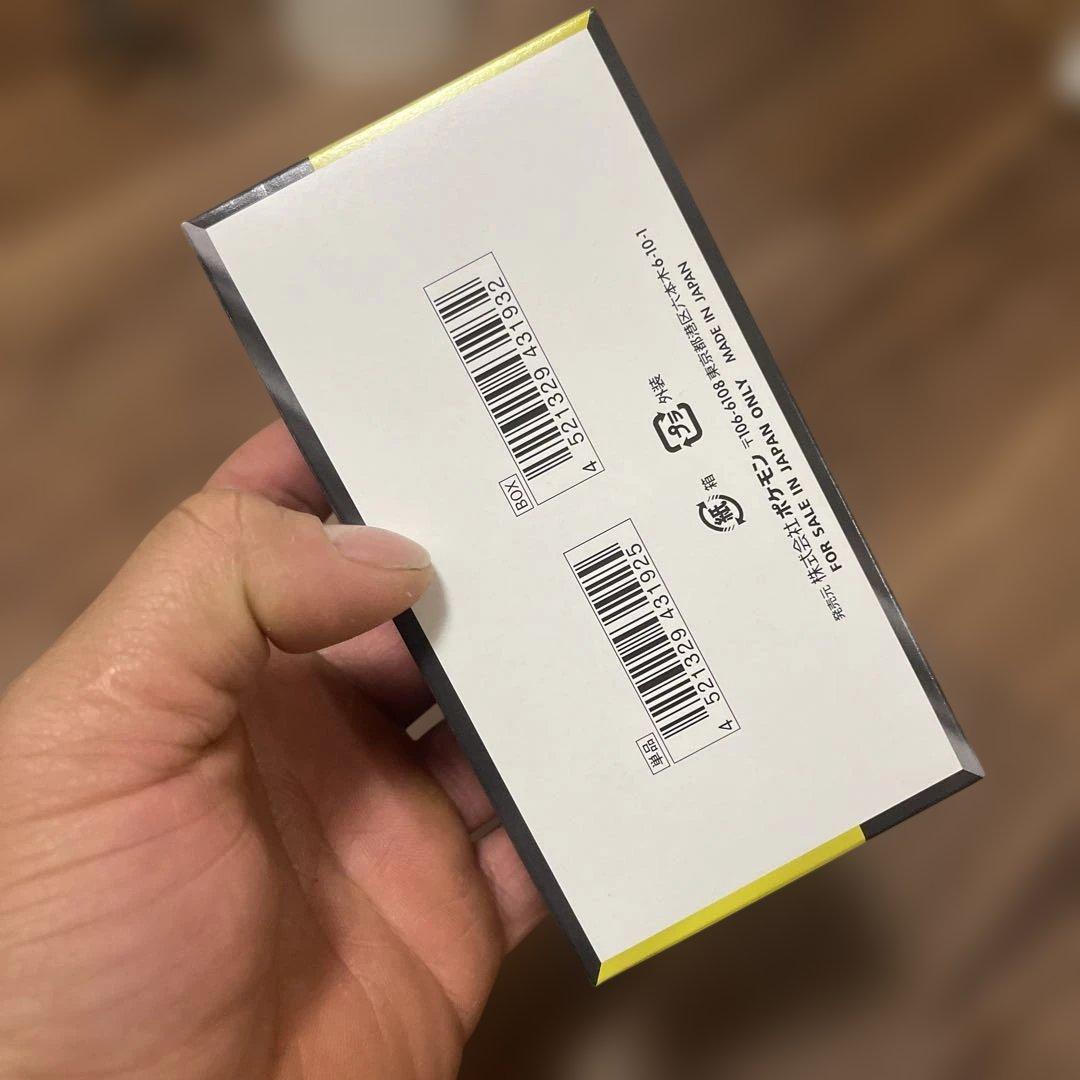 BOX
4 521329 431932
単品
4 521329 431925
プラ 外装
紙 箱
発売元 株式会社ポケモン 〒106-6108 東京都港区六本木6-10-1
FOR SALE IN JAPAN ONLY MADE IN JAPAN